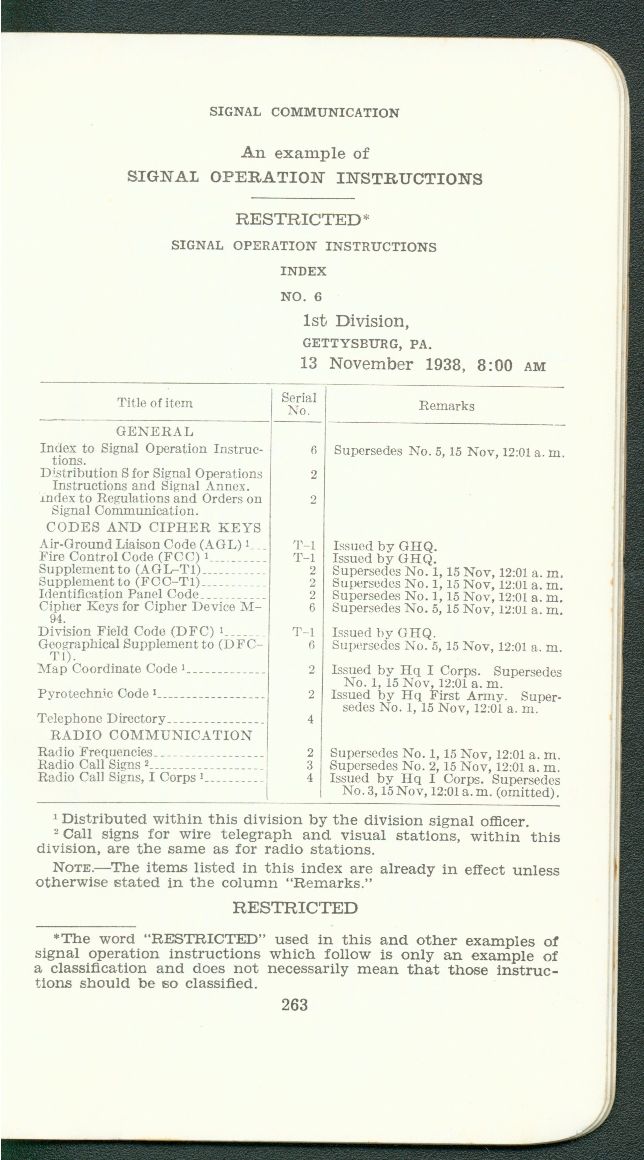 SIGNAL COMMUNICATION
An example of
SIGNAL OPERATION INSTRUCTIONS
RESTRICTED*
SIGNAL OPERATION INSTRUCTIONS
INDEX
NO. 6
1st Division,
GETTYSBURG, PA.
13 November 1938, 8:00 AM
Title of item | Serial No. | Remarks
GENERAL
Index to Signal Operation Instruc- 6 Supersedes No. 5, 15 Nov, 12:01 a. m.
tions.
Distribution S for Signal Operations 2
Instructions and Signal Annex.
Index to Regulations and Orders on 2
Signal Communication.
CODES AND CIPHER KEYS
Air-Ground Liaison Code (AGL) ¹ T-1 Issued by GHQ.
Fire Control Code (FCC) ¹ T-1 Issued by GHQ.
Supplement to (AGL-T1) 2 Supersedes No. 1, 15 Nov, 12:01 a. m.
Supplement to (FCC-T1) 2 Supersedes No. 1, 15 Nov, 12:01 a. m.
Identification Panel Code 2 Supersedes No. 1, 15 Nov, 12:01 a. m.
Cipher Keys for Cipher Device M- 6 Supersedes No. 5, 15 Nov, 12:01 a. m.
94.
Division Field Code (DFC) ¹ T-1 Issued by GHQ.
Geographical Supplement to (DFC- 6 Supersedes No. 5, 15 Nov, 12:01 a. m.
T1).
Map Coordinate Code ¹ 2 Issued by Hq I Corps. Supersedes
No. 1, 15 Nov, 12:01 a. m.
Pyrotechnic Code ¹ 2 Issued by Hq First Army. Super-
sedes No. 1, 15 Nov, 12:01 a. m.
Telephone Directory 4
RADIO COMMUNICATION
Radio Frequencies 2 Supersedes No. 1, 15 Nov, 12:01 a. m.
Radio Call Signs ² 3 Supersedes No. 2, 15 Nov, 12:01 a. m.
Radio Call Signs, I Corps ¹ 4 Issued by Hq I Corps. Supersedes
No. 3, 15 Nov, 12:01 a. m. (omitted).
¹ Distributed within this division by the division signal officer.
² Call signs for wire telegraph and visual stations, within this
division, are the same as for radio stations.
NOTE.—The items listed in this index are already in effect unless
otherwise stated in the column "Remarks."
RESTRICTED
*The word "RESTRICTED" used in this and other examples of
signal operation instructions which follow is only an example of
a classification and does not necessarily mean that those instruc-
tions should be so classified.
263